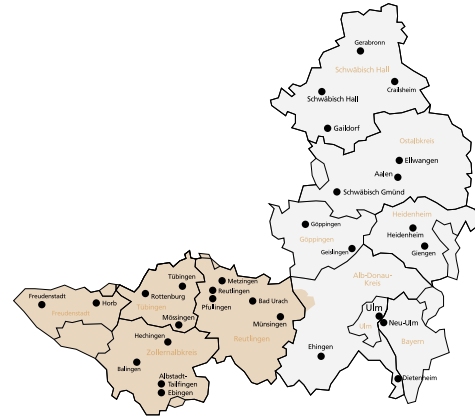 Gerabronn
Schwäbisch Hall
Crailsheim
Schwäbisch Hall
Gaildorf
Ostalbkreis
Ellwangen
Aalen
Schwäbisch Gmünd
Heidenheim
Göppingen
Heidenheim
Göppingen
Giengen
Geislingen
Alb-Donau-
Kreis
Tübingen
Metzingen
Reutlingen
Rottenburg
Bad Urach
Freudenstadt
Horb
Pfullingen
Tübingen
Freudenstadt
Mössingen
Münsingen
Ulm
Neu-Ulm
Ulm
Reutlingen
Hechingen
Bayern
Zollernalbkreis
Ehingen
Balingen
Albstadt-
Tailfingen
Ebingen
Dietenheim